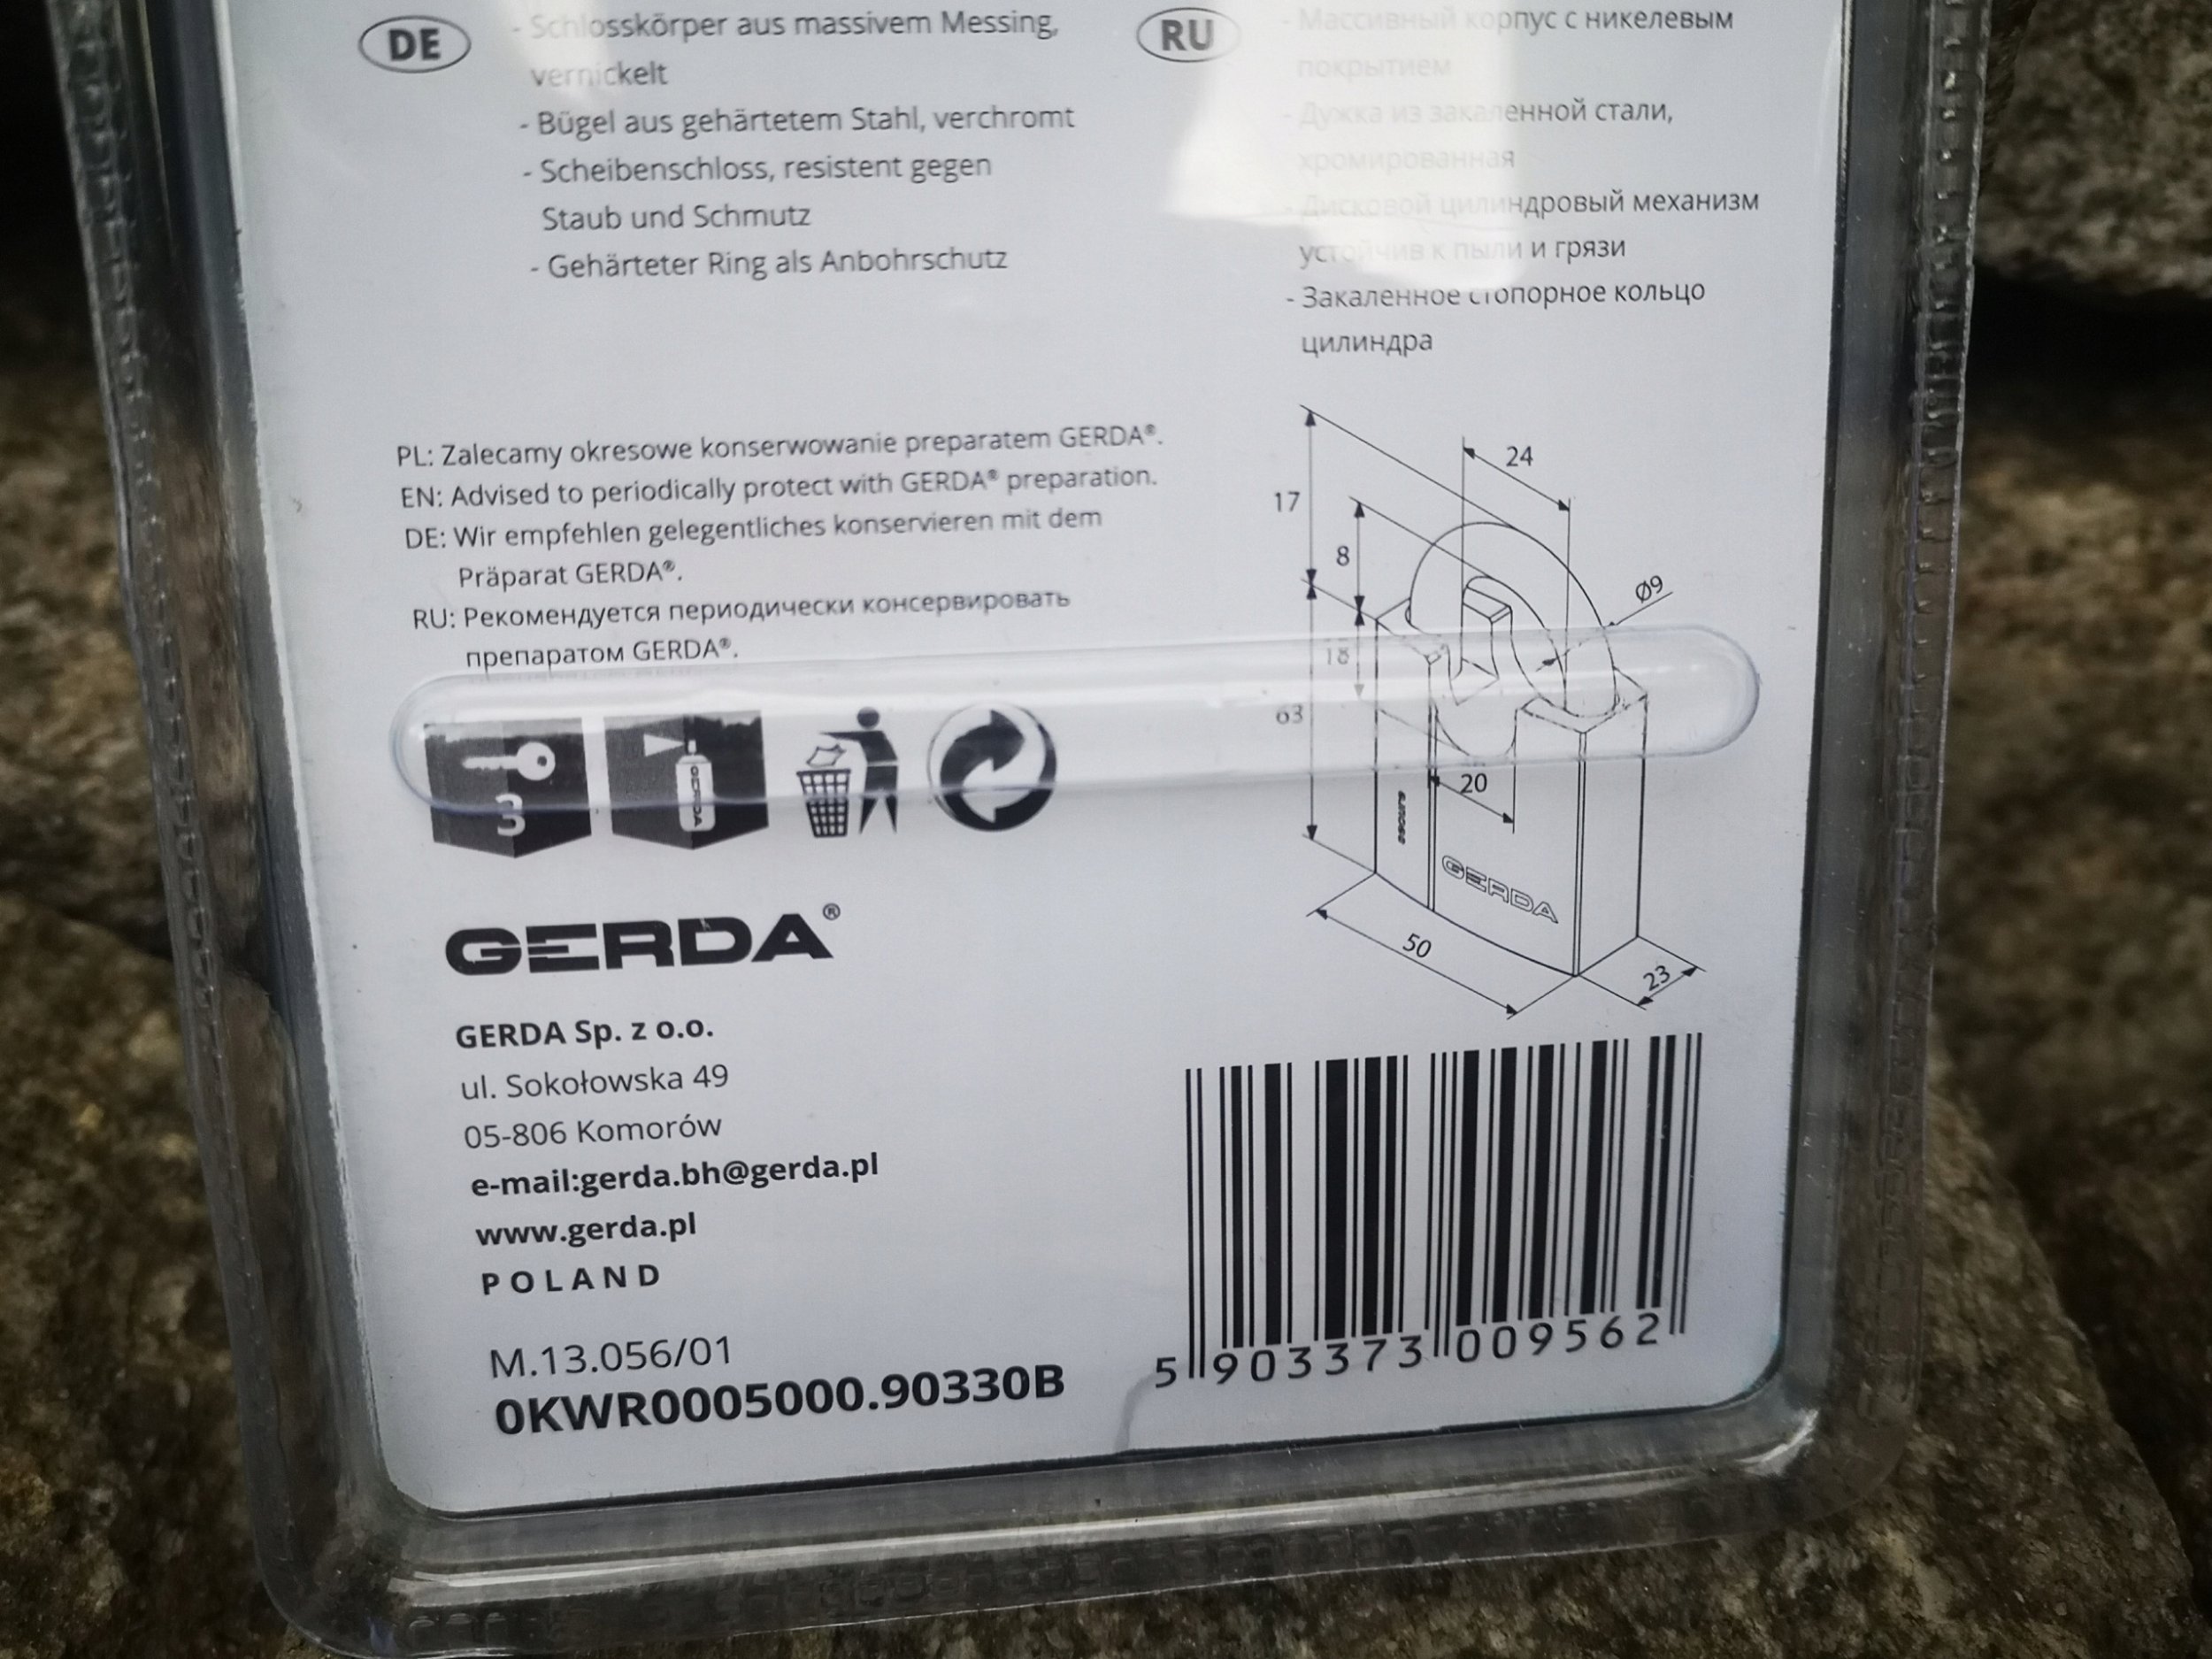 DE
- Schlosskörper aus massivem Messing,
vernickelt
- Bügel aus gehärtetem Stahl, verchromt
- Scheibenschloss, resistent gegen
Staub und Schmutz
- Gehärteter Ring als Anbohrschutz
RU
- Массивный корпус с никелевым
покрытием
- Дужка из закаленной стали,
хромированная
- Дисковой цилиндровый механизм
устойчив к пыли и грязи
- Закаленное стопорное кольцо
цилиндра
PL: Zalecamy okresowe konserwowanie preparatem GERDA®.
EN: Advised to periodically protect with GERDA® preparation.
DE: Wir empfehlen gelegentliches konservieren mit dem
Präparat GERDA®.
RU: Рекомендуется периодически консервировать
препаратом GERDA®.
24
17
8
Ø9
18
63
20
GERDA
50
23
3
GERDA
GERDA®
GERDA Sp. z o.o.
ul. Sokołowska 49
05-806 Komorów
e-mail:gerda.bh@gerda.pl
www.gerda.pl
POLAND
M.13.056/01
0KWR0005000.90330B
5 903373 009562